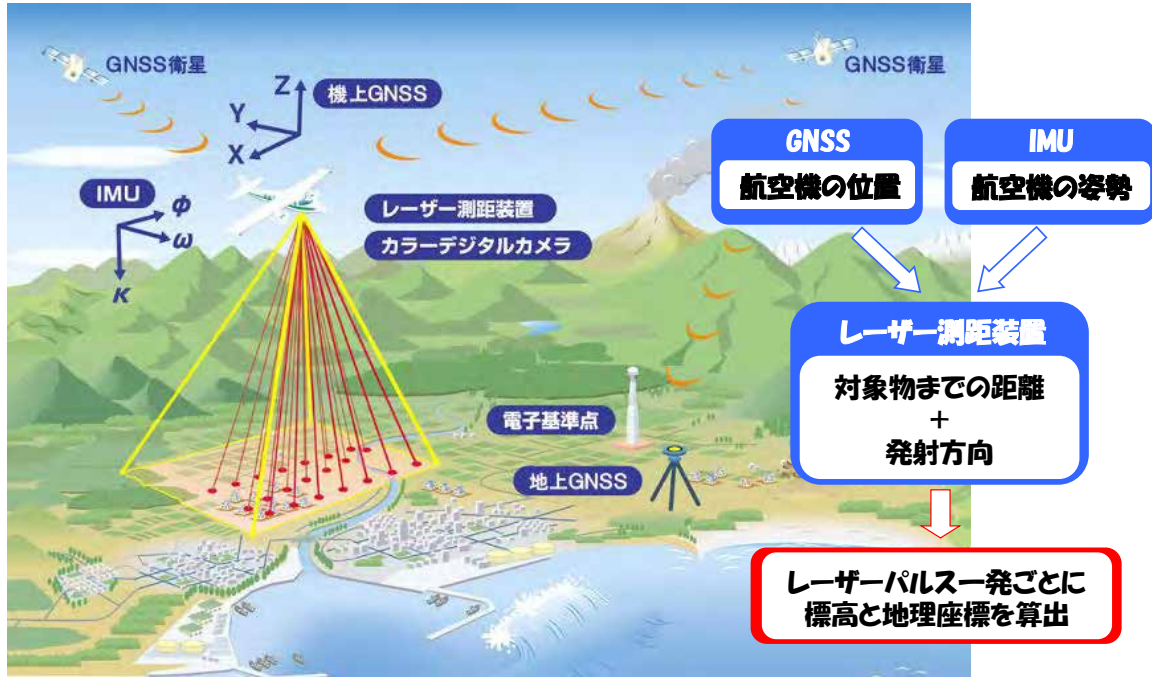 GNSS衛星
GNSS衛星
Z
機上GNSS
Y
X
IMU
φ
ω
κ
レーザー測距装置
カラーデジタルカメラ
電子基準点
地上GNSS
GNSS
航空機の位置
IMU
航空機の姿勢
レーザー測距装置
対象物までの距離
+
発射方向
レーザーパルス一発ごとに
標高と地理座標を算出